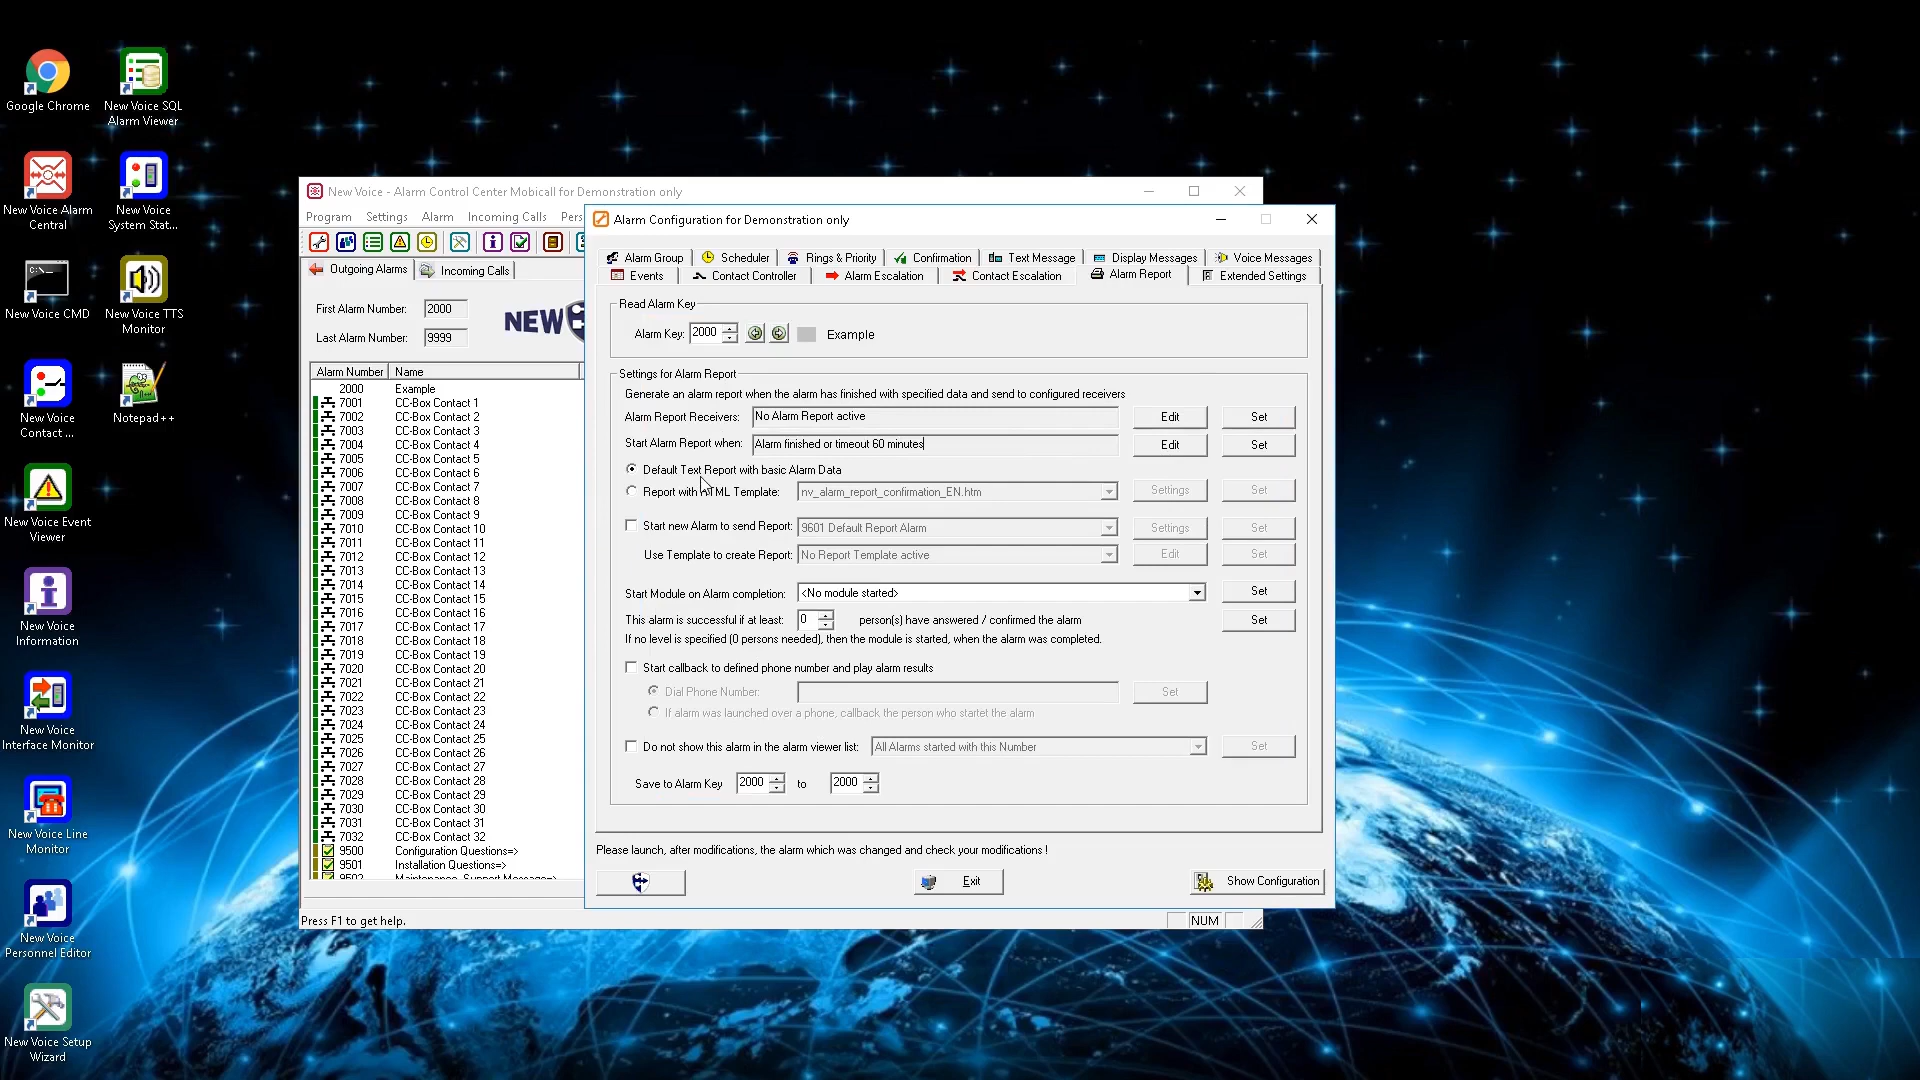 Google Chrome
New Voice SQL
Alarm Viewer
New Voice Alarm
Central
New Voice
System Stat...
New Voice CMD
New Voice TTS
Monitor
New Voice
Contact ...
Notepad++
New Voice Event
Viewer
New Voice
Information
New Voice
Interface Monitor
New Voice Line
Monitor
New Voice
Personnel Editor
New Voice Setup
Wizard
New Voice - Alarm Control Center Mobicall for Demonstration only
Program Settings Alarm Incoming Calls Pers
Outgoing Alarms Incoming Calls
First Alarm Number: 2000
NEW
Last Alarm Number: 9999
Alarm Number Name
2000 Example
7001 CC-Box Contact 1
7002 CC-Box Contact 2
7003 CC-Box Contact 3
7004 CC-Box Contact 4
7005 CC-Box Contact 5
7006 CC-Box Contact 6
7007 CC-Box Contact 7
7008 CC-Box Contact 8
7009 CC-Box Contact 9
7010 CC-Box Contact 10
7011 CC-Box Contact 11
7012 CC-Box Contact 12
7013 CC-Box Contact 13
7014 CC-Box Contact 14
7015 CC-Box Contact 15
7016 CC-Box Contact 16
7017 CC-Box Contact 17
7018 CC-Box Contact 18
7019 CC-Box Contact 19
7020 CC-Box Contact 20
7021 CC-Box Contact 21
7022 CC-Box Contact 22
7023 CC-Box Contact 23
7024 CC-Box Contact 24
7025 CC-Box Contact 25
7026 CC-Box Contact 26
7027 CC-Box Contact 27
7028 CC-Box Contact 28
7029 CC-Box Contact 29
7030 CC-Box Contact 30
7031 CC-Box Contact 31
7032 CC-Box Contact 32
9500 Configuration Questions=>
9501 Installation Questions=>
9502 Maintenance, Support Message=>
Press F1 to get help.
NUM
Alarm Configuration for Demonstration only
Alarm Group Scheduler Rings & Priority Confirmation Text Message Display Messages Voice Messages
Events Contact Controller Alarm Escalation Contact Escalation Alarm Report Extended Settings
Read Alarm Key
Alarm Key: 2000 Example
Settings for Alarm Report
Generate an alarm report when the alarm has finished with specified data and send to configured receivers
Alarm Report Receivers: No Alarm Report active Edit Set
Start Alarm Report when: Alarm finished or timeout 60 minutes Edit Set
Default Text Report with basic Alarm Data
Report with HTML Template: nv_alarm_report_confirmation_EN.htm Settings Set
Start new Alarm to send Report: 9601 Default Report Alarm Settings Set
Use Template to create Report: No Report Template active Edit Set
Start Module on Alarm completion: <No module started> Set
This alarm is successful if at least: 0 person(s) have answered / confirmed the alarm Set
If no level is specified (0 persons needed), then the module is started, when the alarm was completed.
Start callback to defined phone number and play alarm results
Dial Phone Number: Set
If alarm was launched over a phone, callback the person who startet the alarm
Do not show this alarm in the alarm viewer list: All Alarms started with this Number Set
Save to Alarm Key 2000 to 2000
Please launch, after modifications, the alarm which was changed and check your modifications !
Exit
Show Configuration